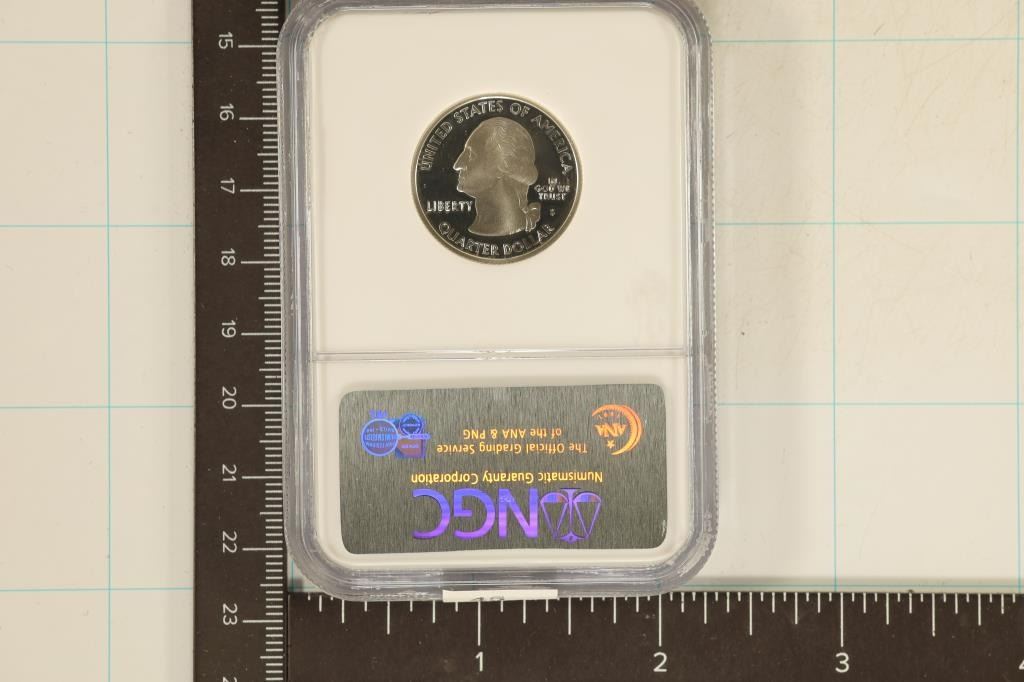 15
16
17
18
19
20
21
22
23
UNITED STATES OF AMERICA
LIBERTY
IN
GOD WE
TRUST
S
QUARTER DOLLAR
NGC
Numismatic Guaranty Corporation
The Official Grading Service
of the ANA & PNG
ANA
1
2
3
4